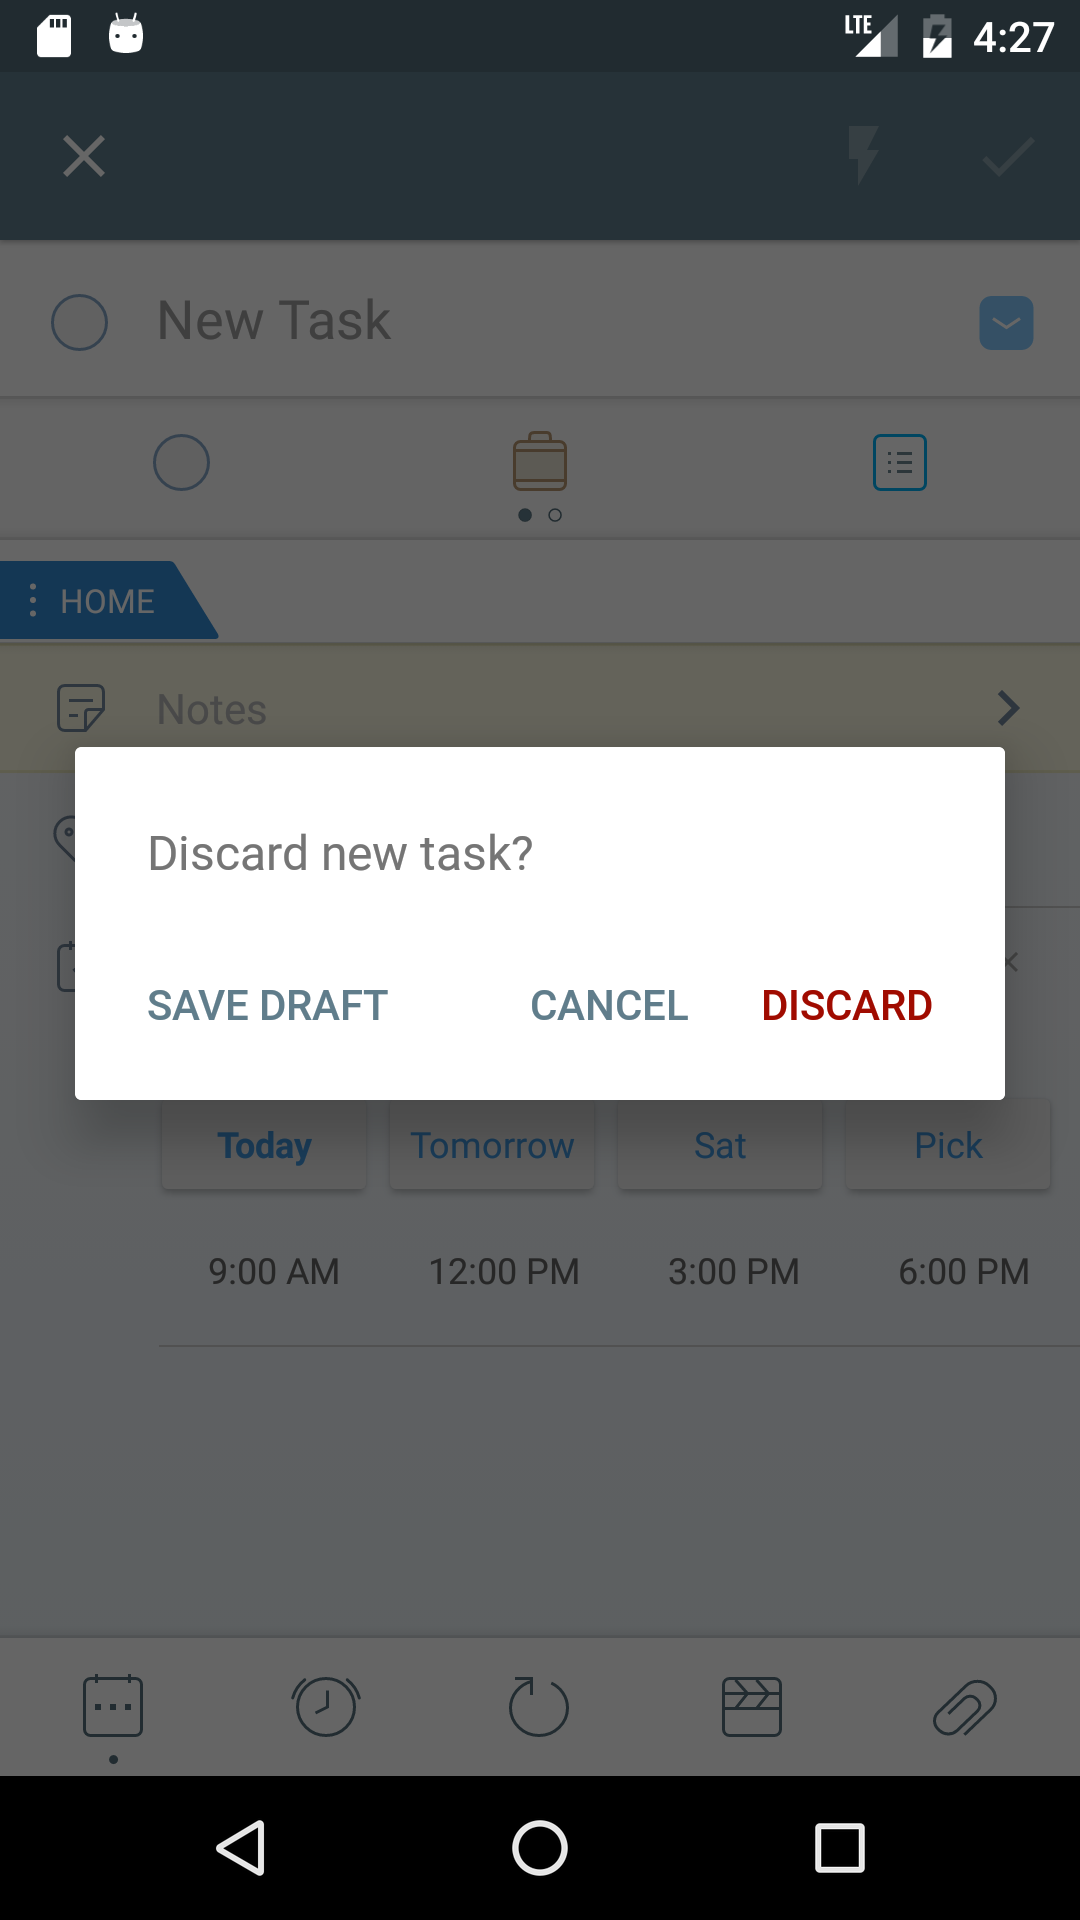 LTE 4:27
New Task
HOME
Notes
Discard new task?
SAVE DRAFT CANCEL DISCARD
Today Tomorrow Sat Pick
9:00 AM 12:00 PM 3:00 PM 6:00 PM